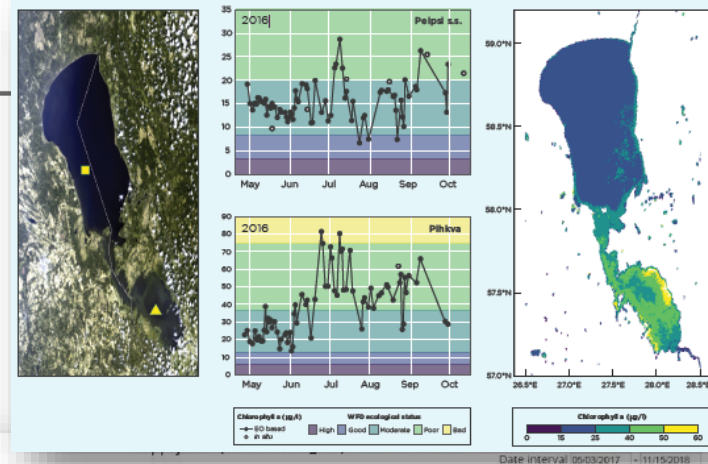 2016
Peipsi s.s.
35
30
25
20
15
10
5
0
May Jun Jul Aug Sep Oct
2016
Pihkva
90
80
70
60
50
40
30
20
10
0
May Jun Jul Aug Sep Oct
Chlorophyll a (µg/l)
EO based
in situ
WFD ecological status
High Good Moderate Poor Bad
59.0°N
58.5°N
58.0°N
57.5°N
57.0°N
26.5°E 27.0°E 27.5°E 28.0°E 28.5°
Chlorophyll a (µg/l)
0 15 25 40 50 60
Date interval 05/03/2017 - 11/15/2018